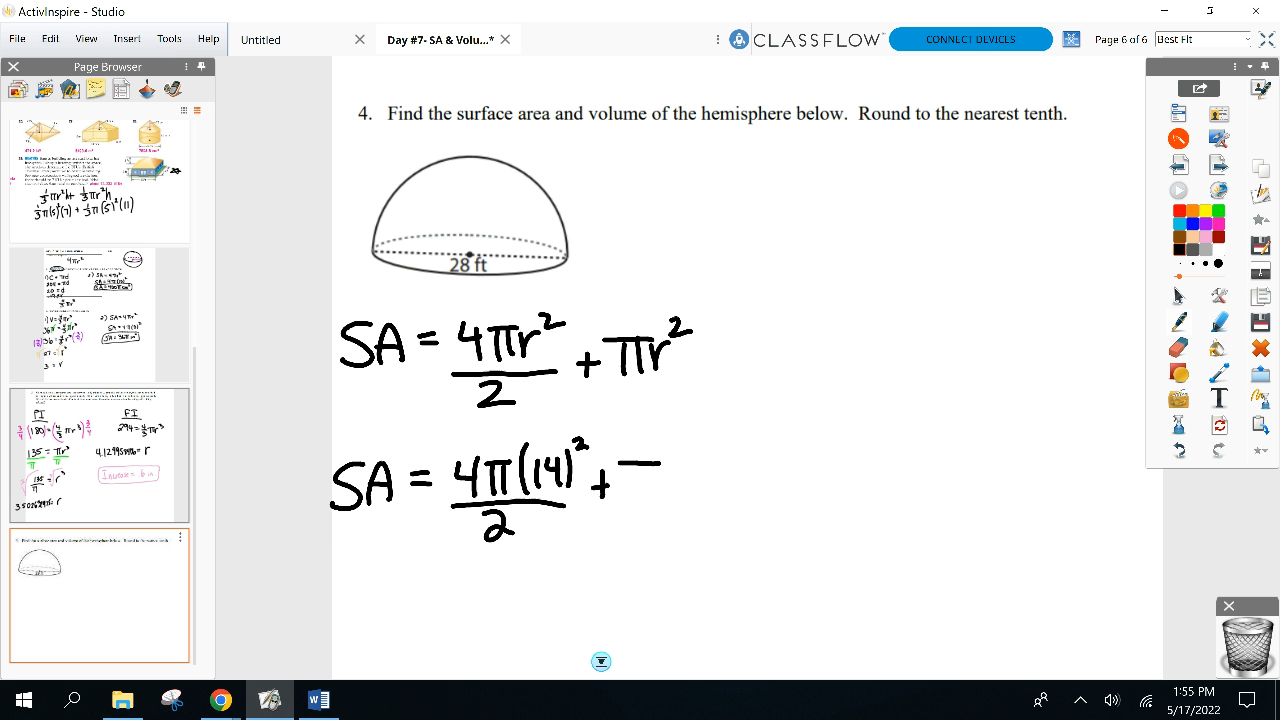 ActivInspire - Studio
File Edit View Insert Tools Help
Untitled
Day #7- SA & Volu...*
CLASSFLOW
CONNECT DEVICES
Page 6 of 6
Best Fit
Page Browser
4. Find the surface area and volume of the hemisphere below. Round to the nearest tenth.
28 ft
SA = 4πr²/2 + πr²
SA = 4π(14)²/2 +
1:55 PM
5/17/2022